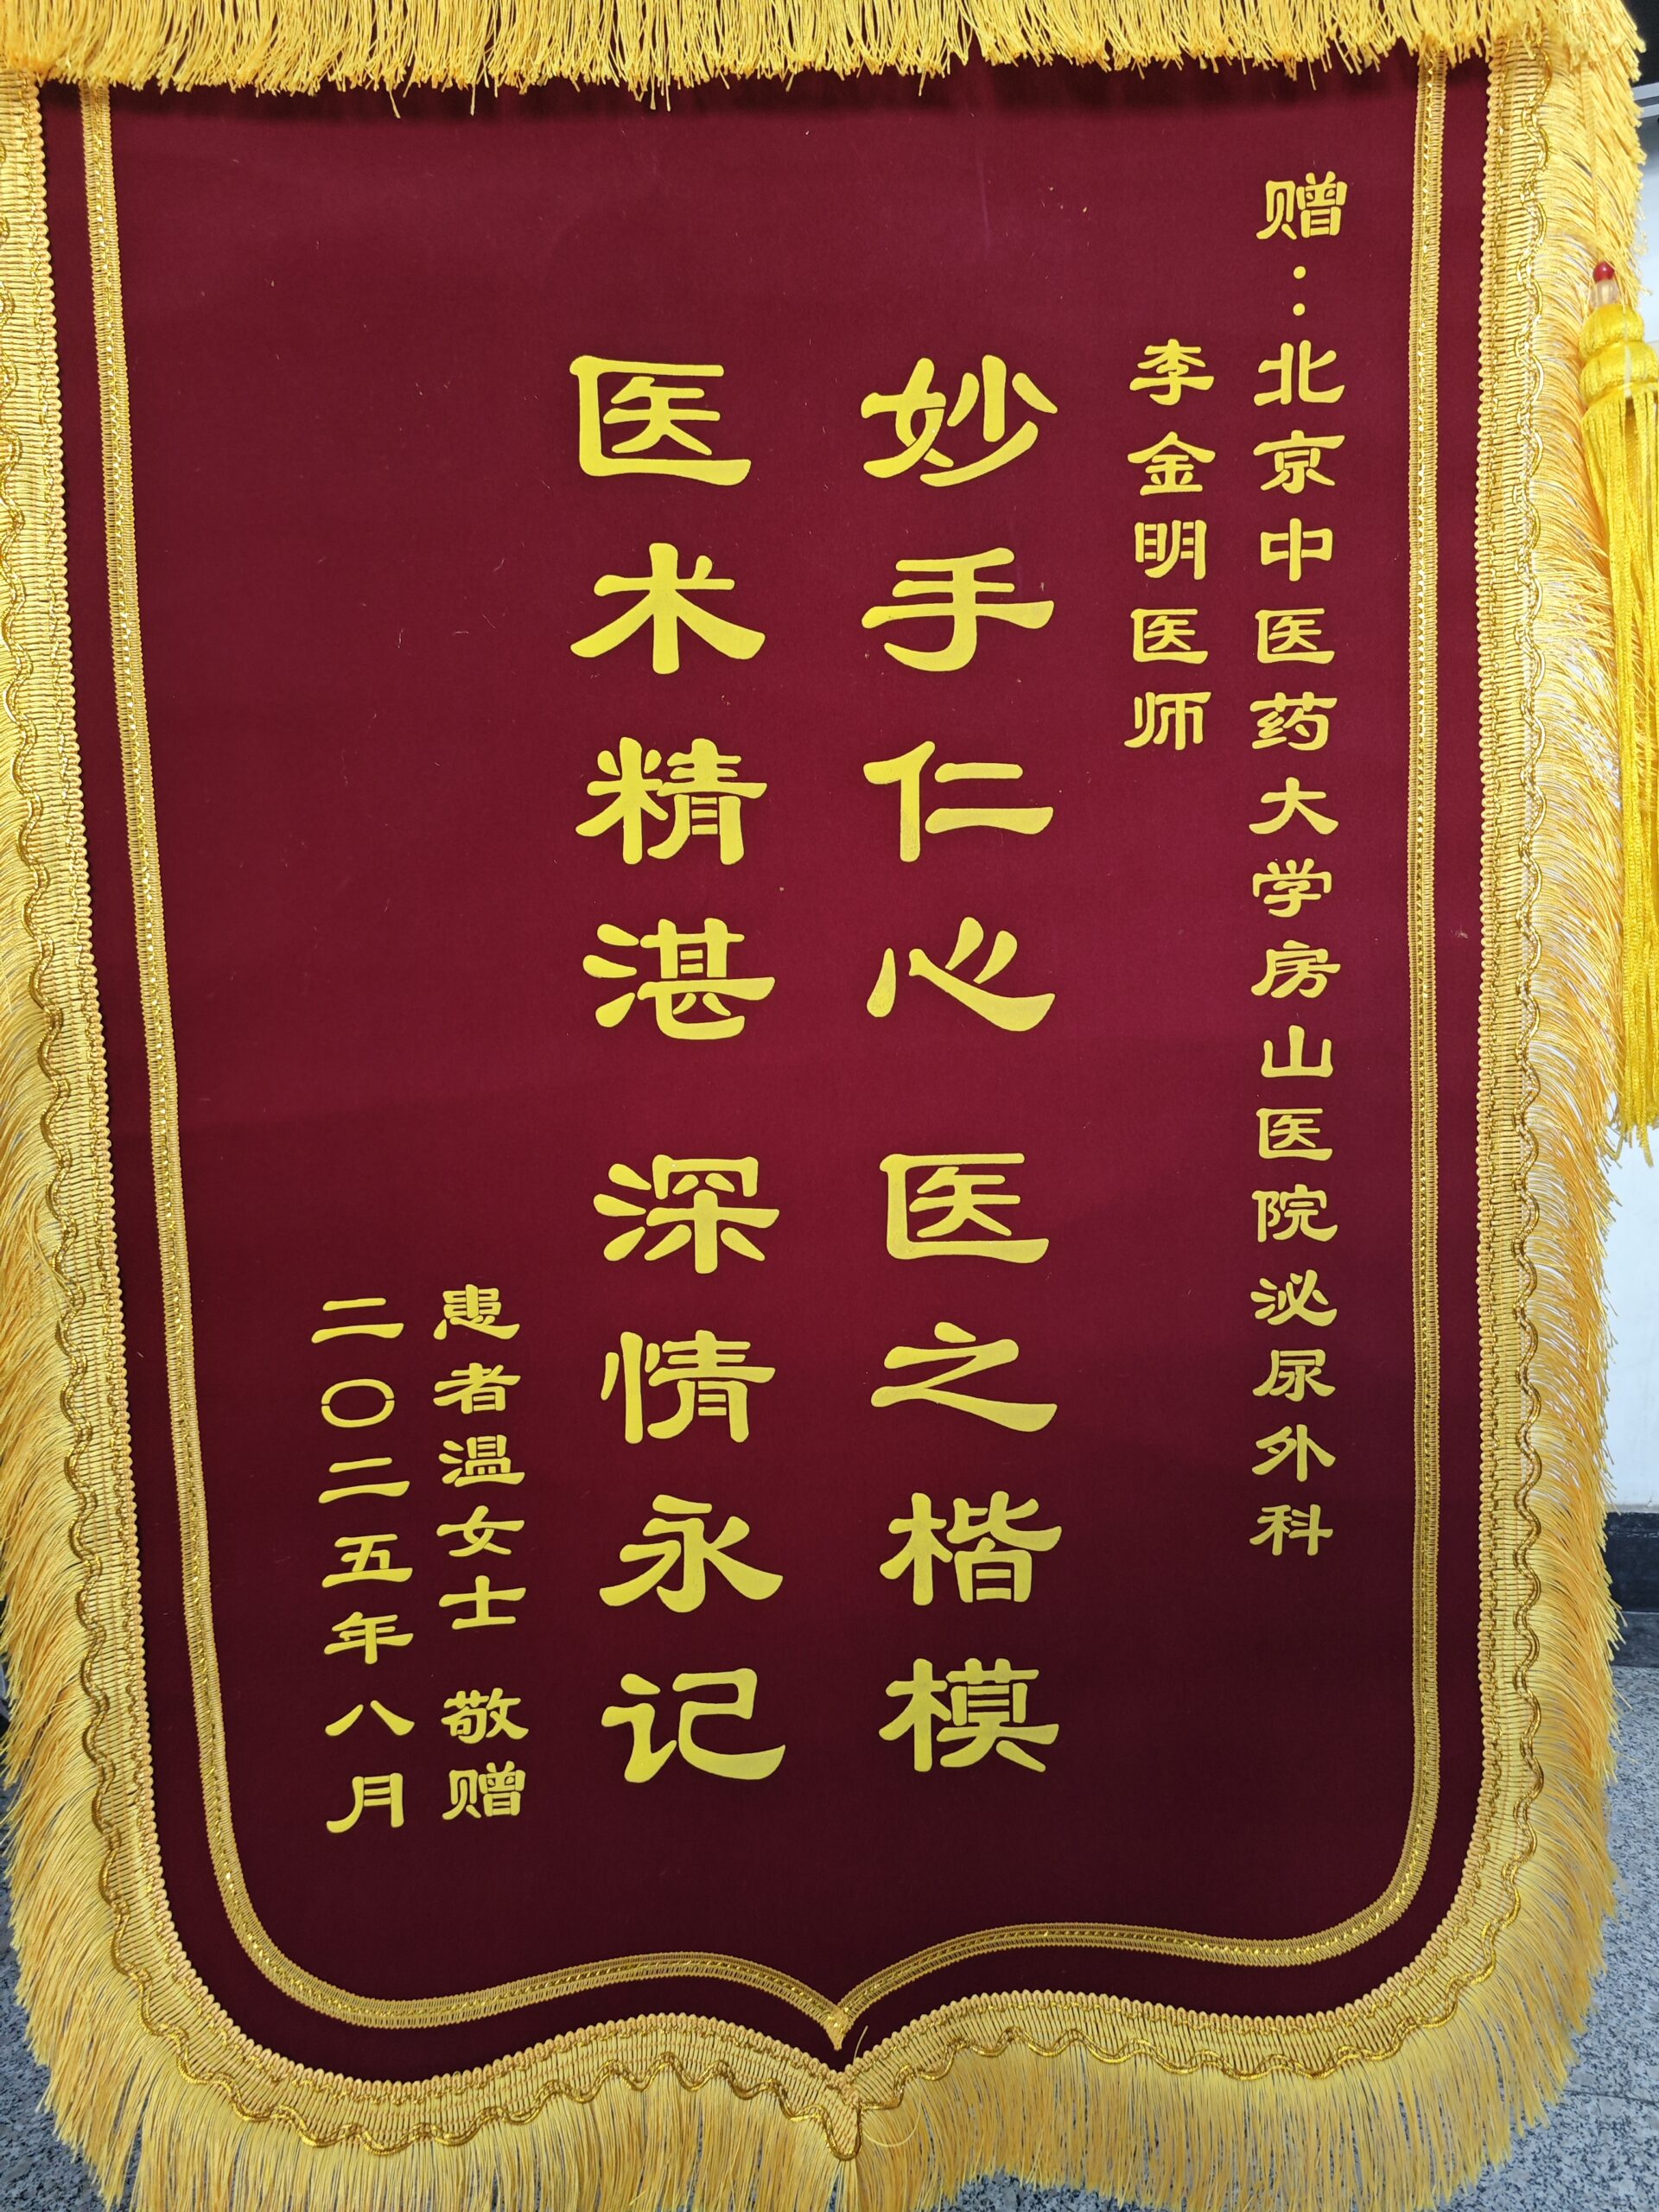 赠：北京中医药大学房山医院泌尿外科
李金明医师
妙手仁心 医之楷模
医术精湛 深情永记
患者温女士 敬赠
二〇二五年八月